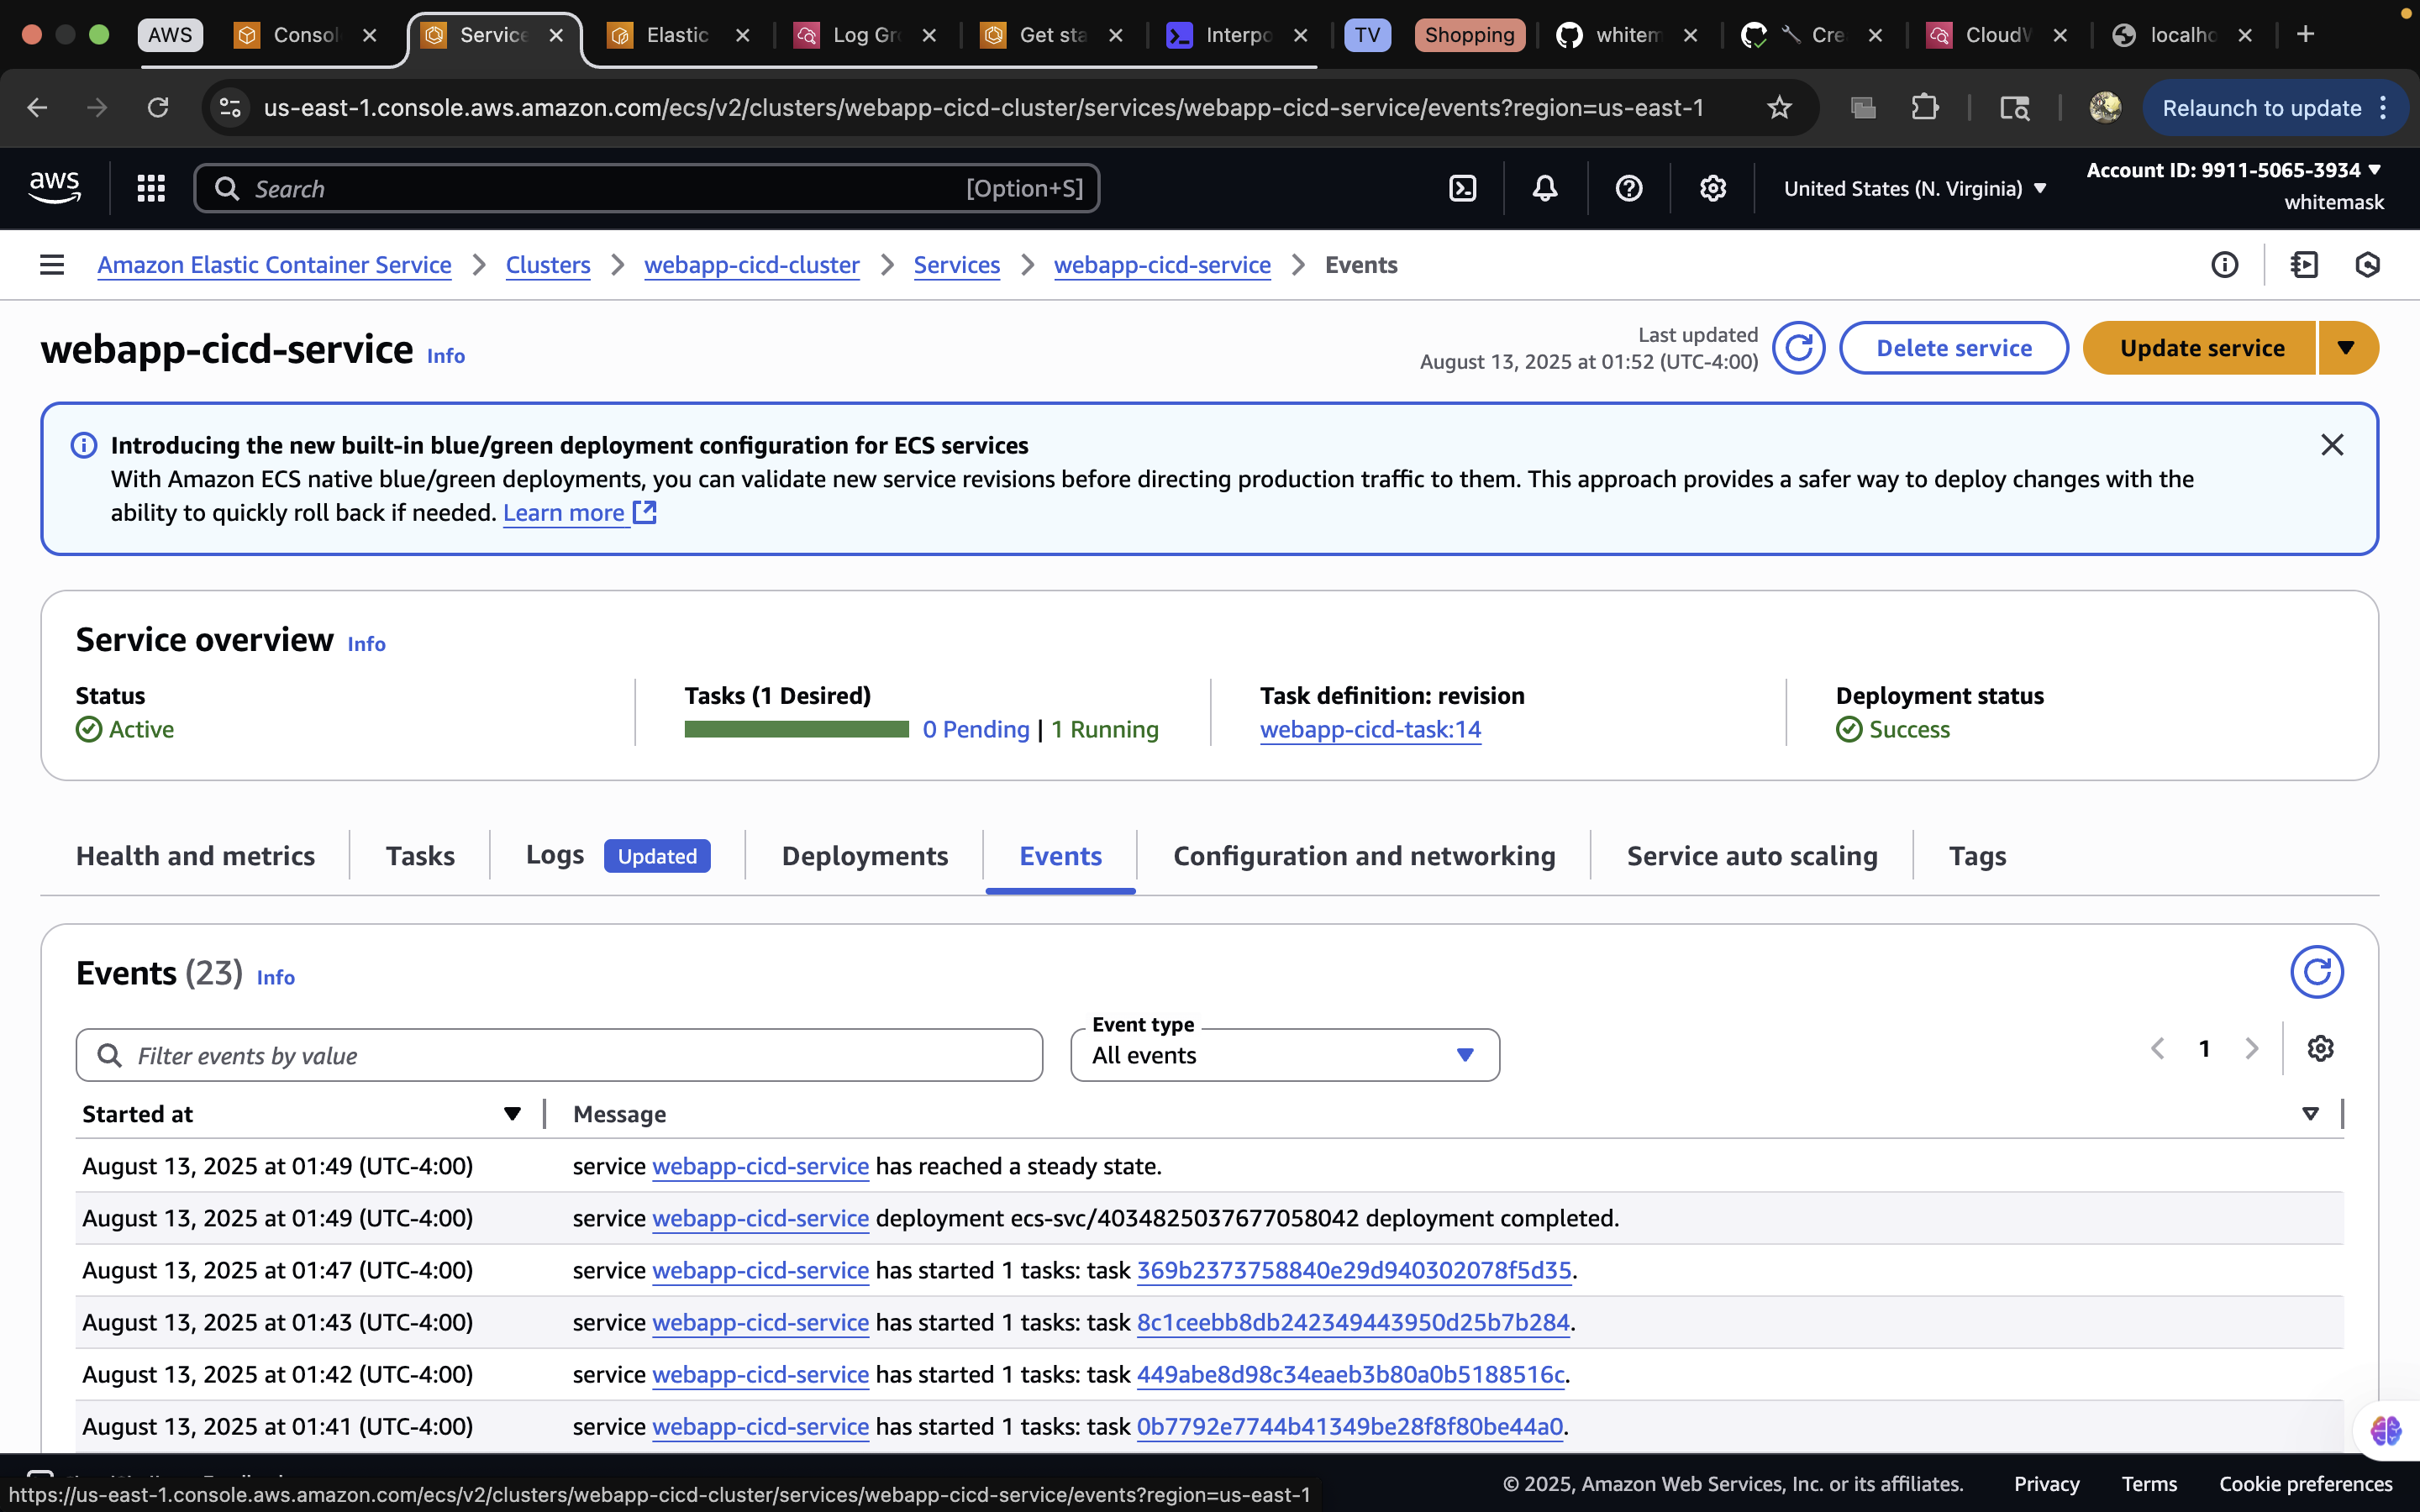 AWS
Consol
Service
Elastic
Log Gr
Get sta
Interpo
TV
Shopping
whitem
Cre
CloudW
localho
us-east-1.console.aws.amazon.com/ecs/v2/clusters/webapp-cicd-cluster/services/webapp-cicd-service/events?region=us-east-1
Relaunch to update
aws
Search
[Option+S]
United States (N. Virginia)
Account ID: 9911-5065-3934
whitemask
Amazon Elastic Container Service
Clusters
webapp-cicd-cluster
Services
webapp-cicd-service
Events
webapp-cicd-service Info
Last updated
August 13, 2025 at 01:52 (UTC-4:00)
Delete service
Update service
Introducing the new built-in blue/green deployment configuration for ECS services
With Amazon ECS native blue/green deployments, you can validate new service revisions before directing production traffic to them. This approach provides a safer way to deploy changes with the
ability to quickly roll back if needed. Learn more
Service overview Info
Status
Active
Tasks (1 Desired)
0 Pending | 1 Running
Task definition: revision
webapp-cicd-task:14
Deployment status
Success
Health and metrics
Tasks
Logs Updated
Deployments
Events
Configuration and networking
Service auto scaling
Tags
Events (23) Info
Filter events by value
Event type
All events
1
Started at
Message
August 13, 2025 at 01:49 (UTC-4:00) service webapp-cicd-service has reached a steady state.
August 13, 2025 at 01:49 (UTC-4:00) service webapp-cicd-service deployment ecs-svc/4034825037677058042 deployment completed.
August 13, 2025 at 01:47 (UTC-4:00) service webapp-cicd-service has started 1 tasks: task 369b2373758840e29d940302078f5d35.
August 13, 2025 at 01:43 (UTC-4:00) service webapp-cicd-service has started 1 tasks: task 8c1ceebb8db242349443950d25b7b284.
August 13, 2025 at 01:42 (UTC-4:00) service webapp-cicd-service has started 1 tasks: task 449abe8d98c34eaeb3b80a0b5188516c.
August 13, 2025 at 01:41 (UTC-4:00) service webapp-cicd-service has started 1 tasks: task 0b7792e7744b41349be28f8f80be44a0.
© 2025, Amazon Web Services, Inc. or its affiliates.
Privacy
Terms
Cookie preferences
https://us-east-1.console.aws.amazon.com/ecs/v2/clusters/webapp-cicd-cluster/services/webapp-cicd-service/events?region=us-east-1